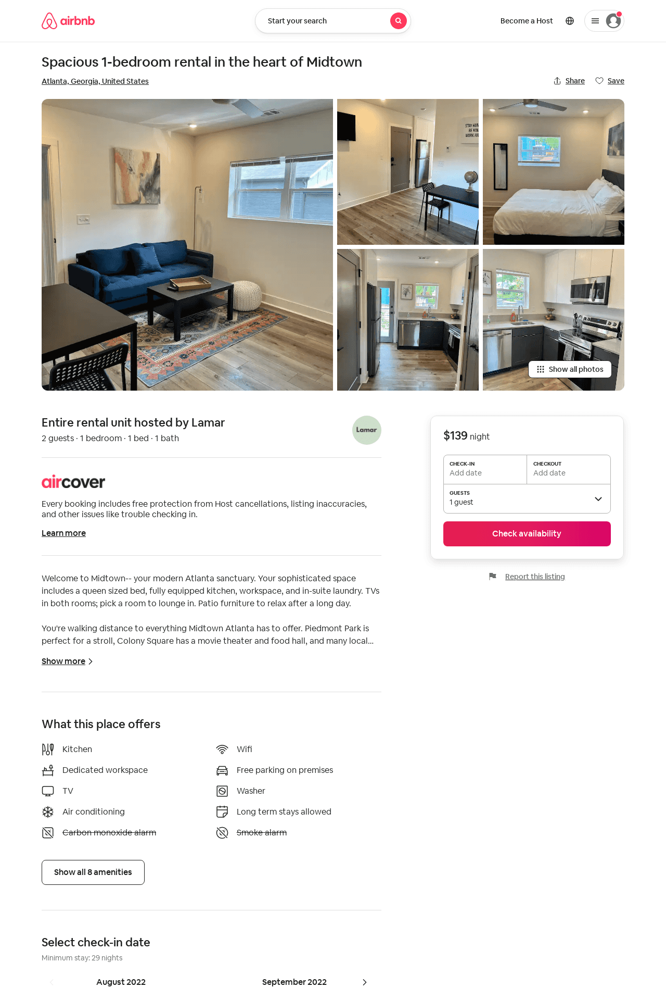 airbnb
Start your search
Become a Host
Spacious 1-bedroom rental in the heart of Midtown
Atlanta, Georgia, United States
Share
Save
STAY HUM
BE KIN
WORK HA
Show all photos
Entire rental unit hosted by Lamar
2 guests · 1 bedroom · 1 bed · 1 bath
Lamar
aircover
Every booking includes free protection from Host cancellations, listing inaccuracies,
and other issues like trouble checking in.
Learn more
Welcome to Midtown-- your modern Atlanta sanctuary. Your sophisticated space
includes a queen sized bed, fully equipped kitchen, workspace, and in-suite laundry. TVs
in both rooms; pick a room to lounge in. Patio furniture to relax after a long day.
You're walking distance to everything Midtown Atlanta has to offer. Piedmont Park is
perfect for a stroll, Colony Square has a movie theater and food hall, and many local...
Show more
What this place offers
Kitchen
Wifi
Dedicated workspace
Free parking on premises
TV
Washer
Air conditioning
Long term stays allowed
Carbon monoxide alarm
Smoke alarm
Show all 8 amenities
Select check-in date
Minimum stay: 29 nights
August 2022
September 2022
$139 night
CHECK-IN
Add date
CHECKOUT
Add date
GUESTS
1 guest
Check availability
Report this listing